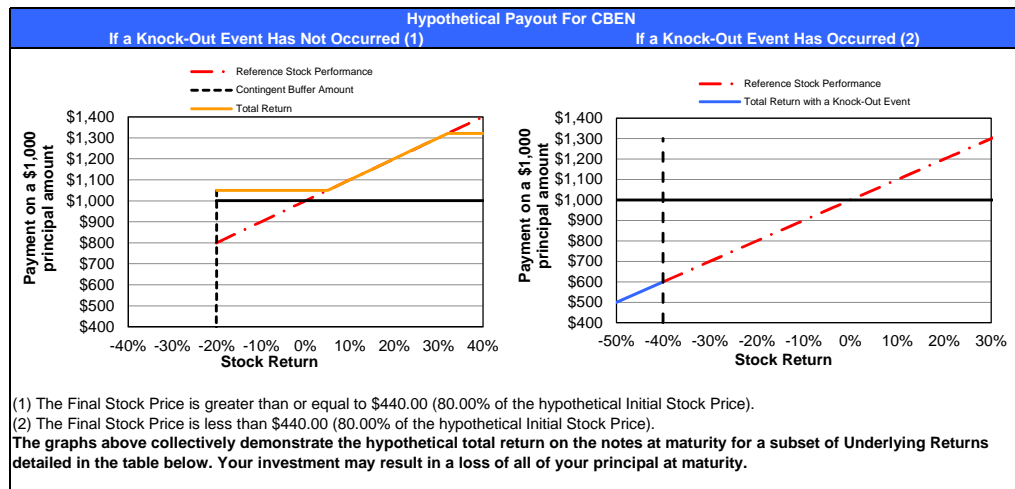 Hypothetical Payout For CBEN
If a Knock-Out Event Has Not Occurred (1)
If a Knock-Out Event Has Occurred (2)
Reference Stock Performance
Contingent Buffer Amount
Total Return
Payment on a $1,000
principal amount
$1,400
$1,300
$1,200
$1,100
$1,000
$900
$800
$700
$600
$500
$400
-40% -30% -20% -10% 0% 10% 20% 30% 40%
Stock Return
Reference Stock Performance
Total Return with a Knock-Out Event
Payment on a $1,000
principal amount
$1,400
$1,300
$1,200
$1,100
$1,000
$900
$800
$700
$600
$500
$400
-50% -40% -30% -20% -10% 0% 10% 20% 30%
Stock Return
(1) The Final Stock Price is greater than or equal to $440.00 (80.00% of the hypothetical Initial Stock Price).
(2) The Final Stock Price is less than $440.00 (80.00% of the hypothetical Initial Stock Price).
The graphs above collectively demonstrate the hypothetical total return on the notes at maturity for a subset of Underlying Returns
detailed in the table below. Your investment may result in a loss of all of your principal at maturity.